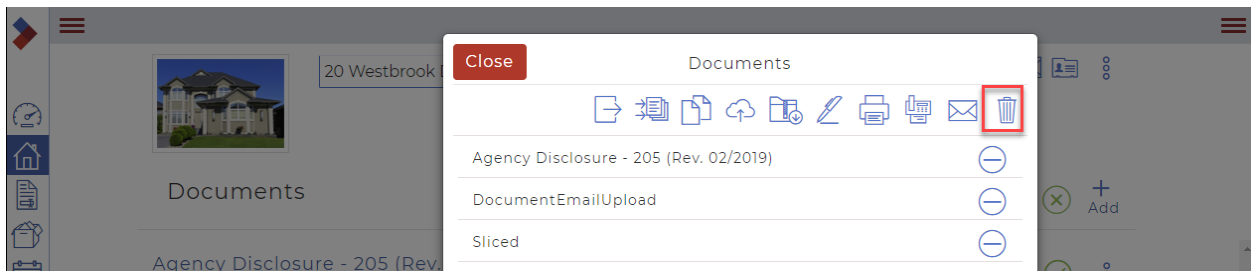 20 Westbrook
Close
Documents
Agency Disclosure - 205 (Rev. 02/2019)
DocumentEmailUpload
Sliced
Documents
Add
Agency Disclosure - 205 (Rev.